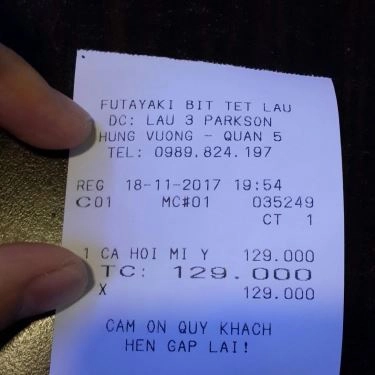 FUTAYAKI BIT TET LAU
DC: LAU 3 PARKSON
HUNG VUONG - QUAN 5
TEL: 0989.824.197
REG 18-11-2017 19:54
C01 MC#01 035249
CT 1
1 CA HOI MI Y 129.000
TC: 129.000
X 129.000
CAM ON QUY KHACH
HEN GAP LAI!